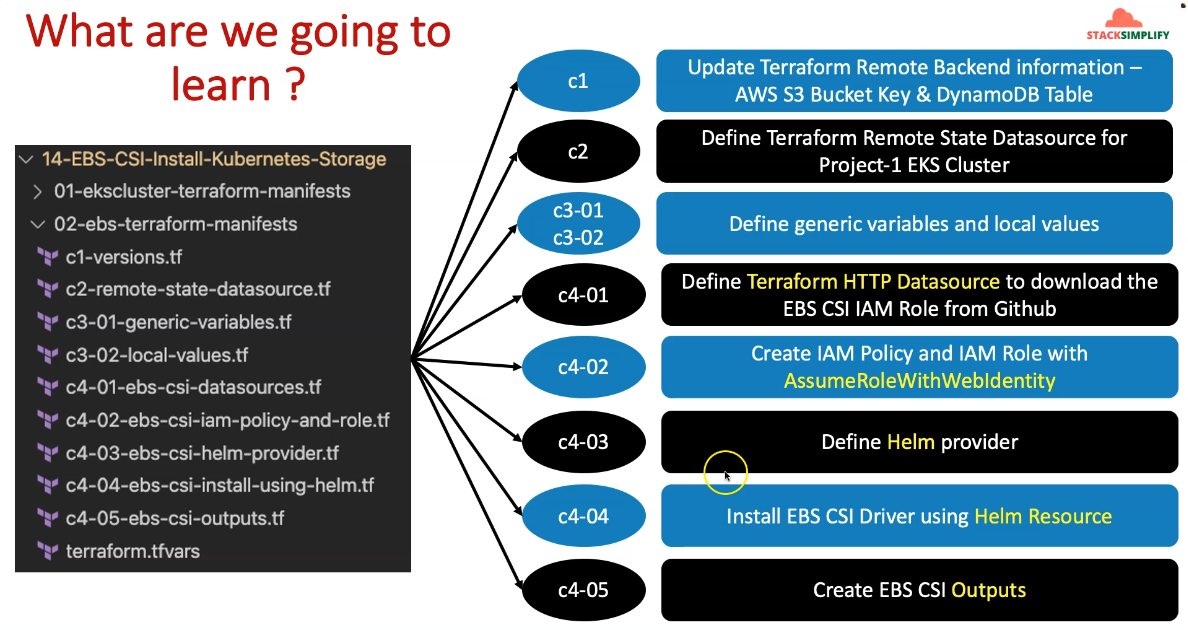 What are we going to
learn ?
STACKSIMPLIFY
14-EBS-CSI-Install-Kubernetes-Storage
01-ekscluster-terraform-manifests
02-ebs-terraform-manifests
c1-versions.tf
c2-remote-state-datasource.tf
c3-01-generic-variables.tf
c3-02-local-values.tf
c4-01-ebs-csi-datasources.tf
c4-02-ebs-csi-iam-policy-and-role.tf
c4-03-ebs-csi-helm-provider.tf
c4-04-ebs-csi-install-using-helm.tf
c4-05-ebs-csi-outputs.tf
terraform.tfvars
c1
Update Terraform Remote Backend information –
AWS S3 Bucket Key & DynamoDB Table
c2
Define Terraform Remote State Datasource for
Project-1 EKS Cluster
c3-01
c3-02
Define generic variables and local values
c4-01
Define Terraform HTTP Datasource to download the
EBS CSI IAM Role from Github
c4-02
Create IAM Policy and IAM Role with
AssumeRoleWithWebIdentity
c4-03
Define Helm provider
c4-04
Install EBS CSI Driver using Helm Resource
c4-05
Create EBS CSI Outputs